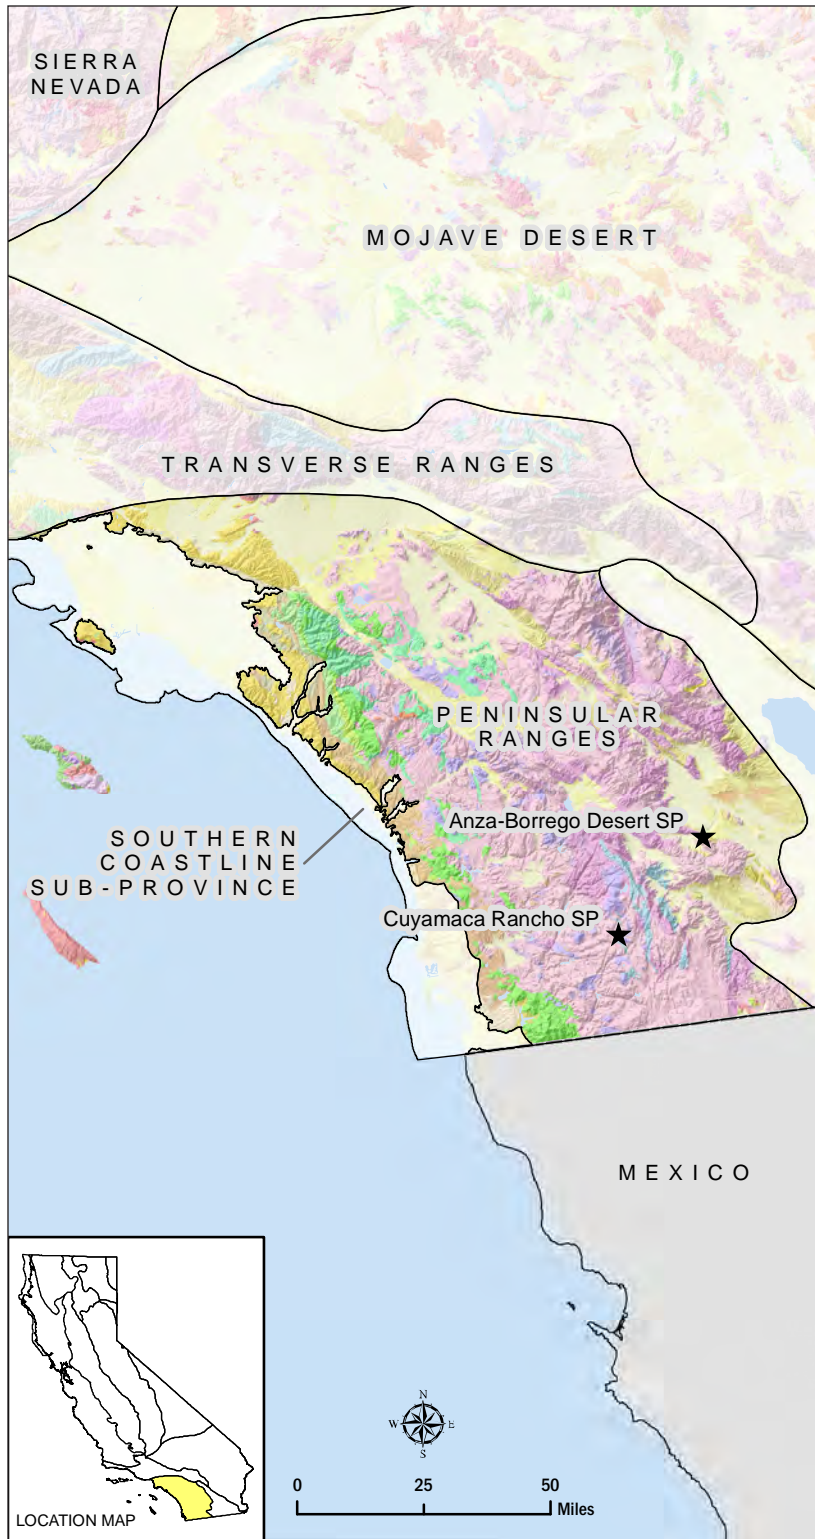 SIERRA
NEVADA
MOJAVE DESERT
TRANSVERSE RANGES
PENINSULAR
RANGES
Anza-Borrego Desert SP
SOUTHERN
COASTLINE
SUB-PROVINCE
Cuyamaca Rancho SP
MEXICO
N
W E
S
0 25 50
Miles
LOCATION MAP